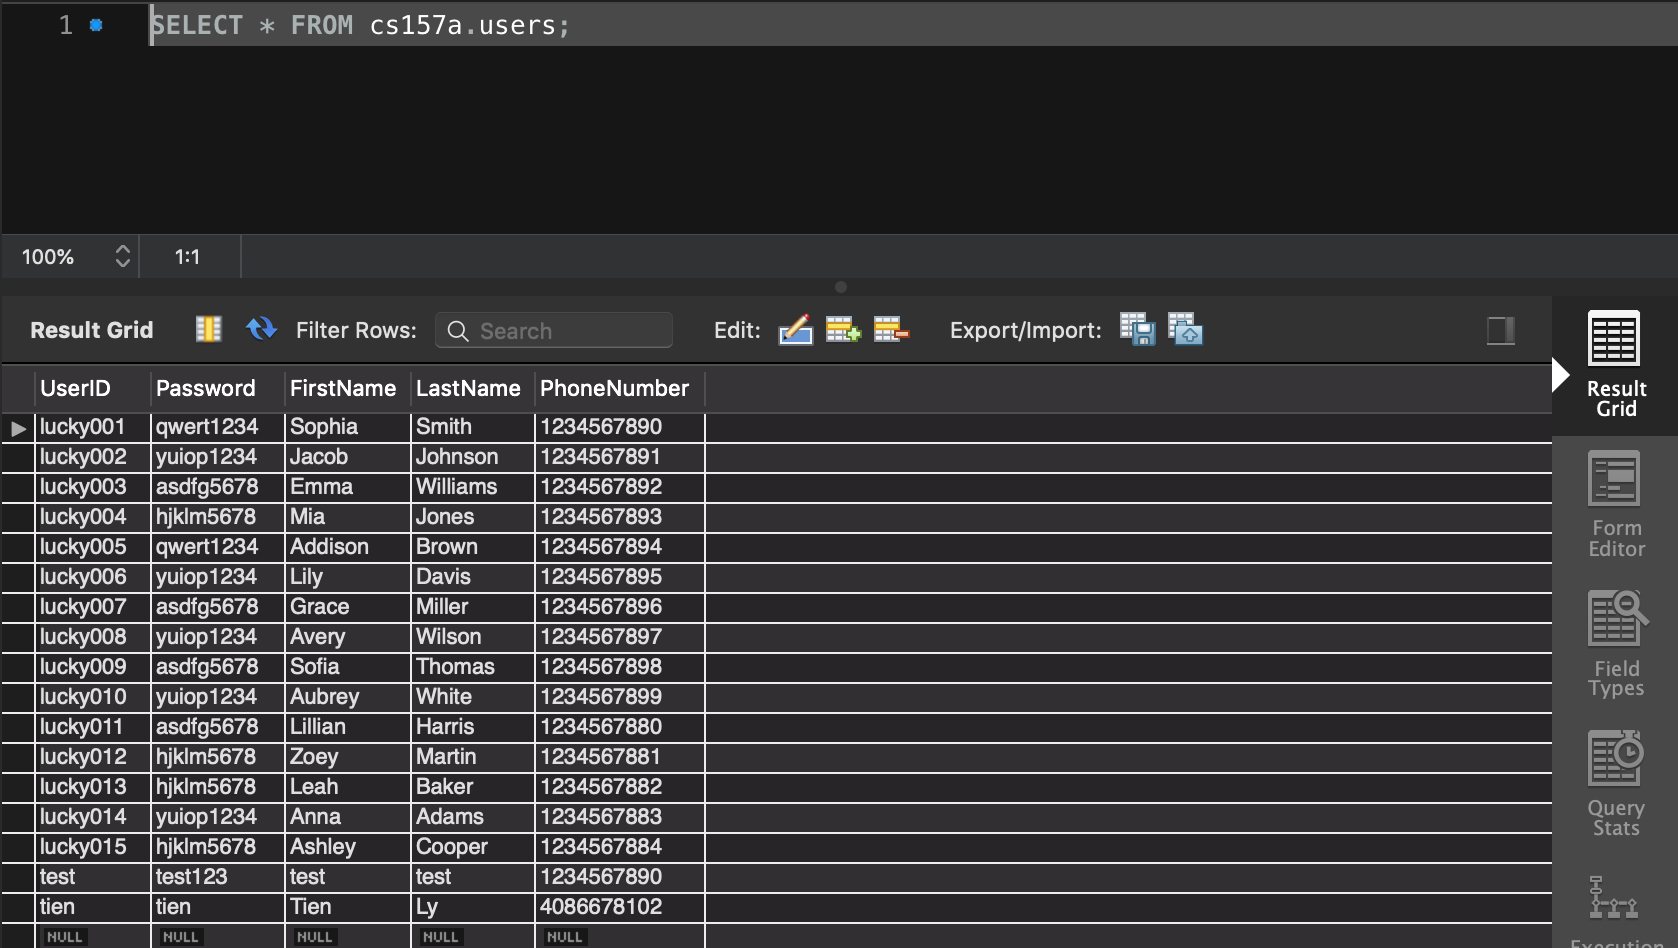 1 SELECT * FROM cs157a.users;
100% 1:1
Result Grid Filter Rows: Search Edit: Export/Import:
UserID Password FirstName LastName PhoneNumber
lucky001 qwert1234 Sophia Smith 1234567890
lucky002 yuiop1234 Jacob Johnson 1234567891
lucky003 asdfg5678 Emma Williams 1234567892
lucky004 hjklm5678 Mia Jones 1234567893
lucky005 qwert1234 Addison Brown 1234567894
lucky006 yuiop1234 Lily Davis 1234567895
lucky007 asdfg5678 Grace Miller 1234567896
lucky008 yuiop1234 Avery Wilson 1234567897
lucky009 asdfg5678 Sofia Thomas 1234567898
lucky010 yuiop1234 Aubrey White 1234567899
lucky011 asdfg5678 Lillian Harris 1234567880
lucky012 hjklm5678 Zoey Martin 1234567881
lucky013 hjklm5678 Leah Baker 1234567882
lucky014 yuiop1234 Anna Adams 1234567883
lucky015 hjklm5678 Ashley Cooper 1234567884
test test123 test test 1234567890
tien tien Tien Ly 4086678102
NULL NULL NULL NULL NULL
Result
Grid
Form
Editor
Field
Types
Query
Stats
Execution